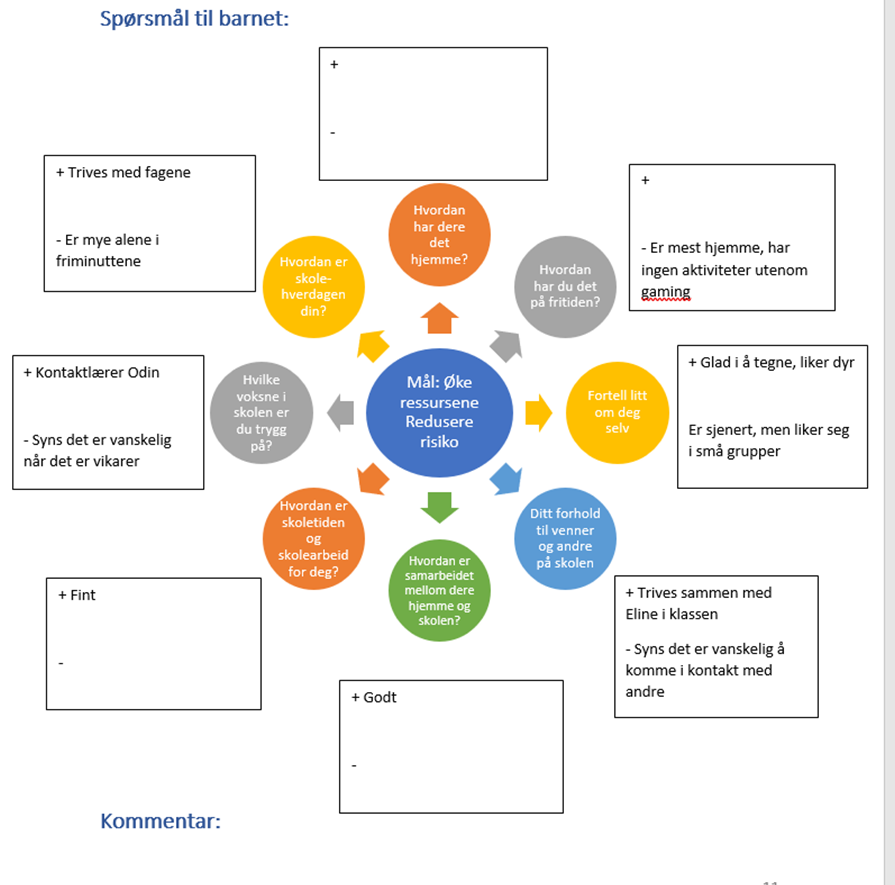 Spørsmål til barnet:
+
-
+ Trives med fagene
- Er mye alene i
friminuttene
+
- Er mest hjemme, har
ingen aktiviteter utenom
gaming
Hvordan
har dere
det
hjemme?
Hvordan er
skole-
hverdagen
din?
Hvordan
har du det
på fritiden?
+ Kontaktlærer Odin
- Syns det er vanskelig
når det er vikarer
Hvilke
voksne i
skolen er
du trygg
på?
Mål: Øke
ressursene
Redusere
risiko
Fortell litt
om deg
selv
+ Glad i å tegne, liker dyr
Er sjenert, men liker seg
i små grupper
Hvordan er
skoletiden
og
skolearbeid
for deg?
Hvordan er
samarbeidet
mellom dere
hjemme og
skolen?
Ditt forhold
til venner
og andre
på skolen
+ Fint
-
+ Trives sammen med
Eline i klassen
- Syns det er vanskelig å
komme i kontakt med
andre
+ Godt
-
Kommentar: